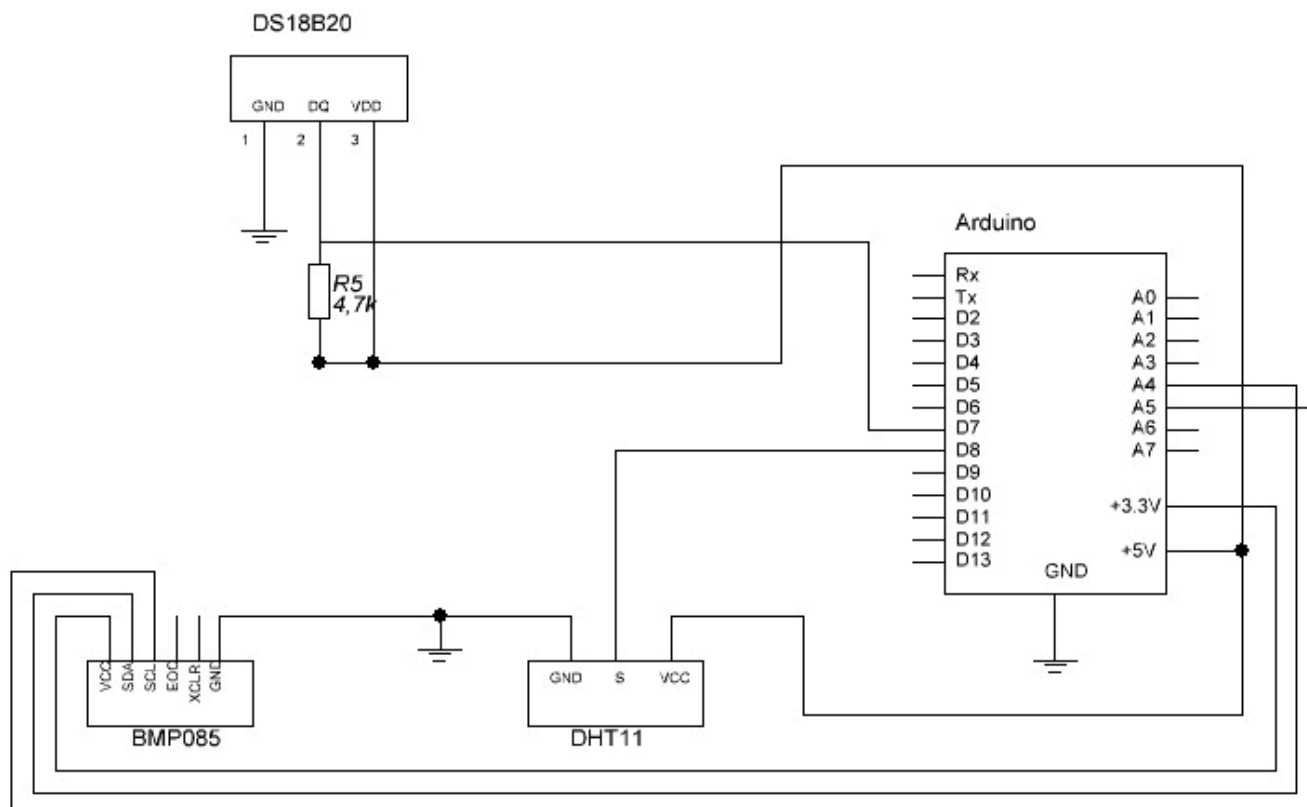 DS18B20
GND DQ VDD
1 2 3
R5
4,7k
Arduino
Rx
Tx
D2
D3
D4
D5
D6
D7
D8
D9
D10
D11
D12
D13
A0
A1
A2
A3
A4
A5
A6
A7
+3.3V
+5V
GND
VCC
SDA
SCL
EOC
XCLR
GND
BMP085
GND S VCC
DHT11